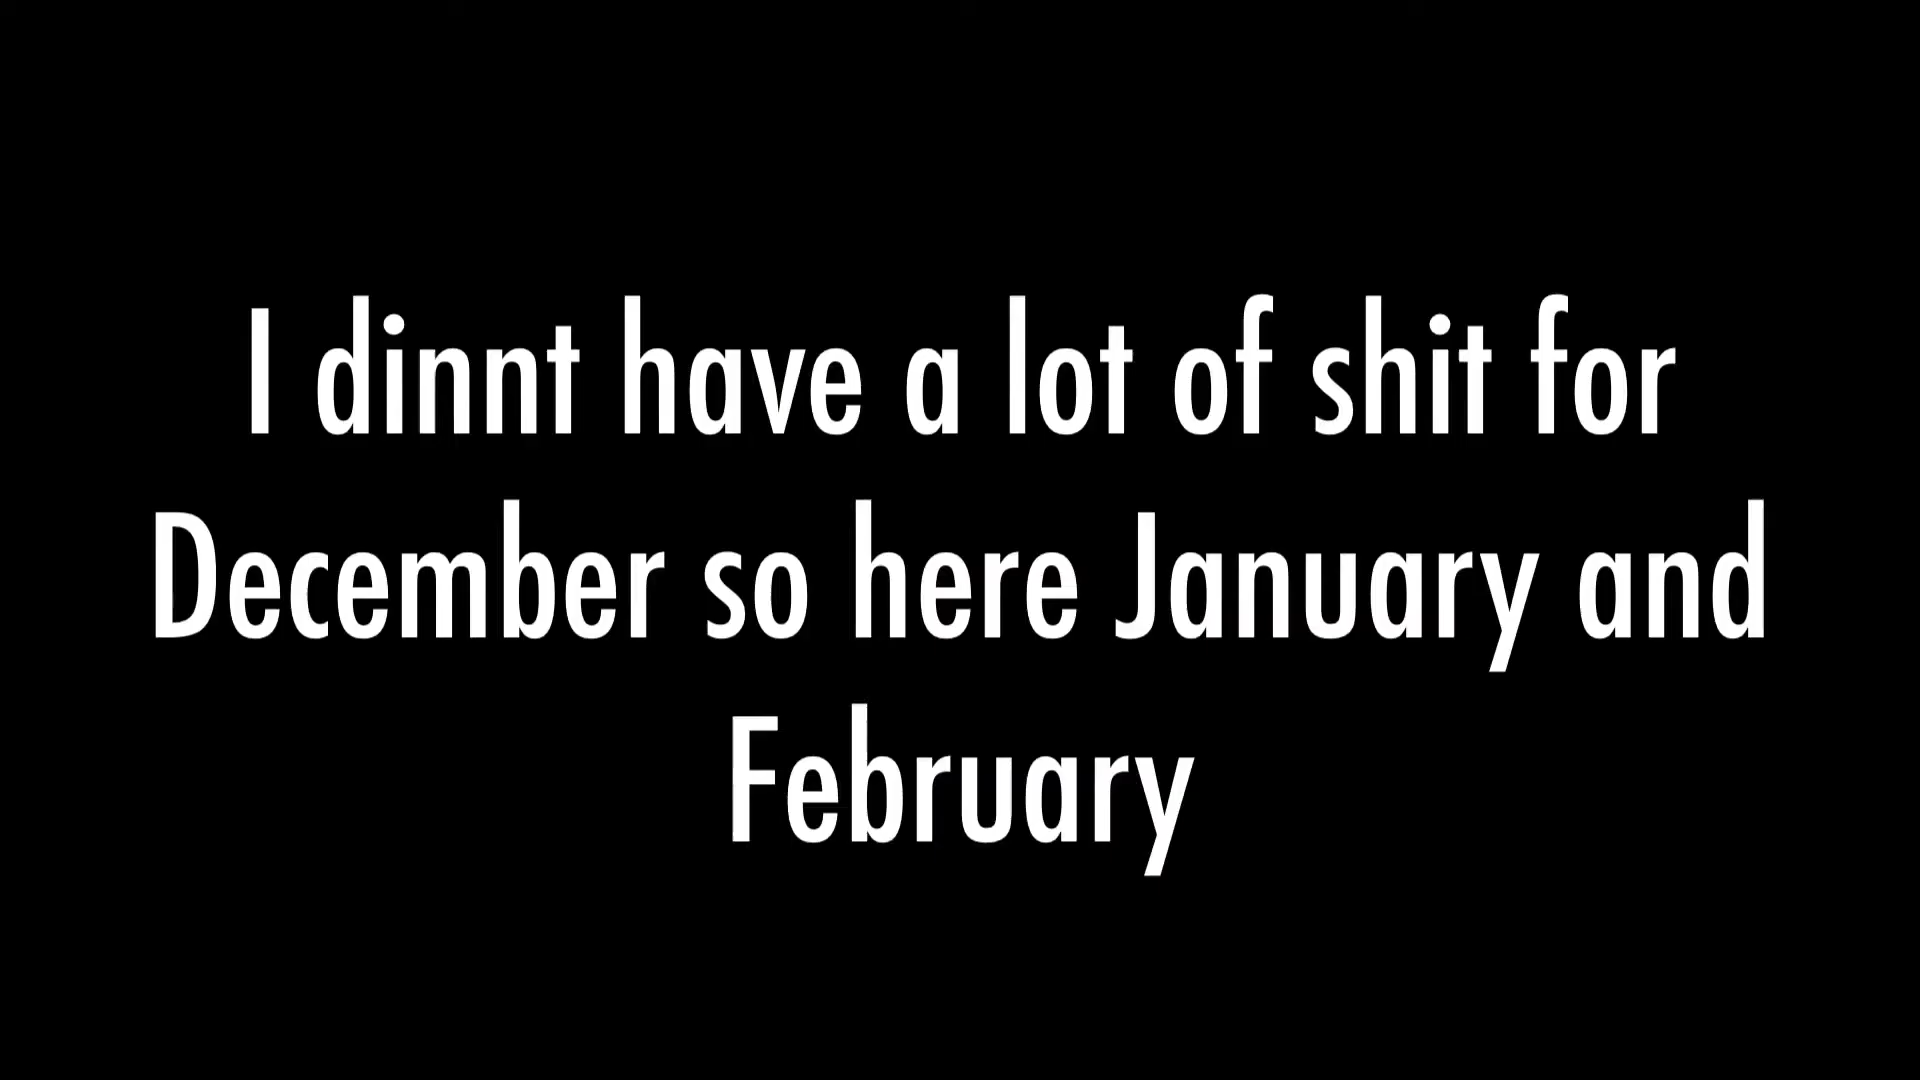 I dinnt have a lot of shit for
December so here January and
February